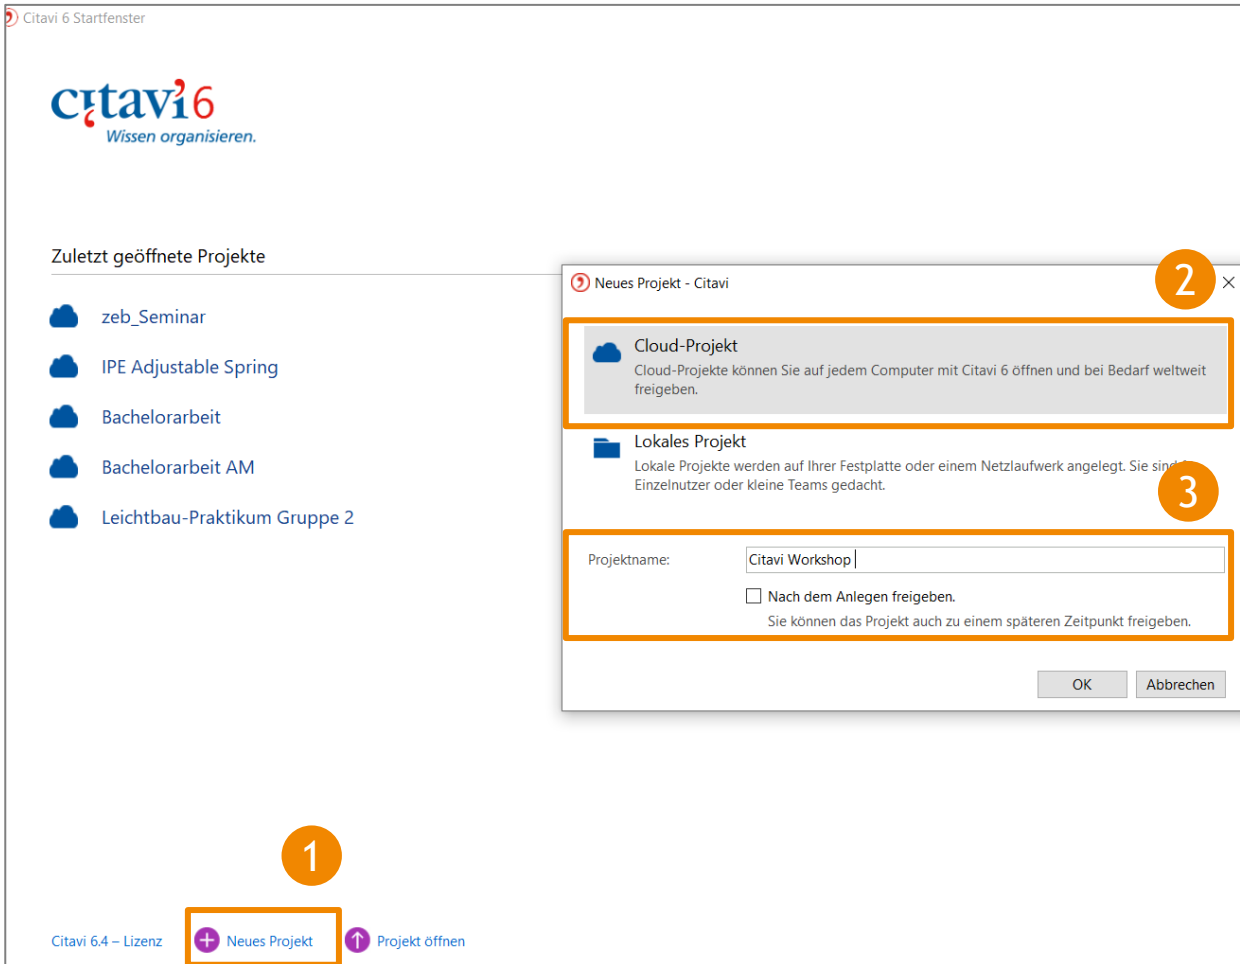 Citavi 6 Startfenster
citavi 6
Wissen organisieren.
Zuletzt geöffnete Projekte
zeb_Seminar
IPE Adjustable Spring
Bachelorarbeit
Bachelorarbeit AM
Leichtbau-Praktikum Gruppe 2
Neues Projekt - Citavi
2
Cloud-Projekt
Cloud-Projekte können Sie auf jedem Computer mit Citavi 6 öffnen und bei Bedarf weltweit
freigeben.
Lokales Projekt
Lokale Projekte werden auf Ihrer Festplatte oder einem Netzlaufwerk angelegt. Sie sind
Einzelnutzer oder kleine Teams gedacht.
3
Projektname:
Citavi Workshop
Nach dem Anlegen freigeben.
Sie können das Projekt auch zu einem späteren Zeitpunkt freigeben.
OK
Abbrechen
1
Citavi 6.4 – Lizenz
Neues Projekt
Projekt öffnen